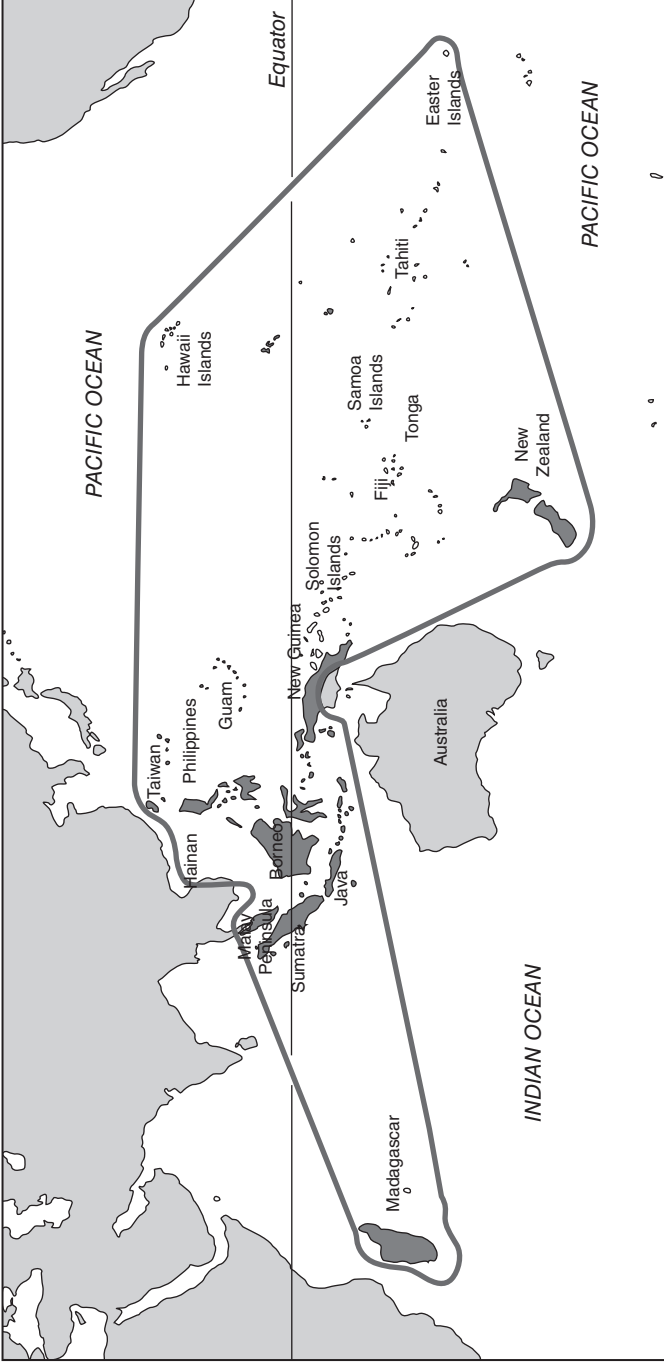 PACIFIC OCEAN
Taiwan
Hainan
Philippines
Hawaii
Islands
Guam
Malay
Peninsula
Borneo
Equator
Sumatra
New Guinea
Solomon
Islands
Java
Samoa
Islands
Fiji
Tonga
Tahiti
Madagascar
Easter
Islands
Australia
New
Zealand
INDIAN OCEAN
PACIFIC OCEAN